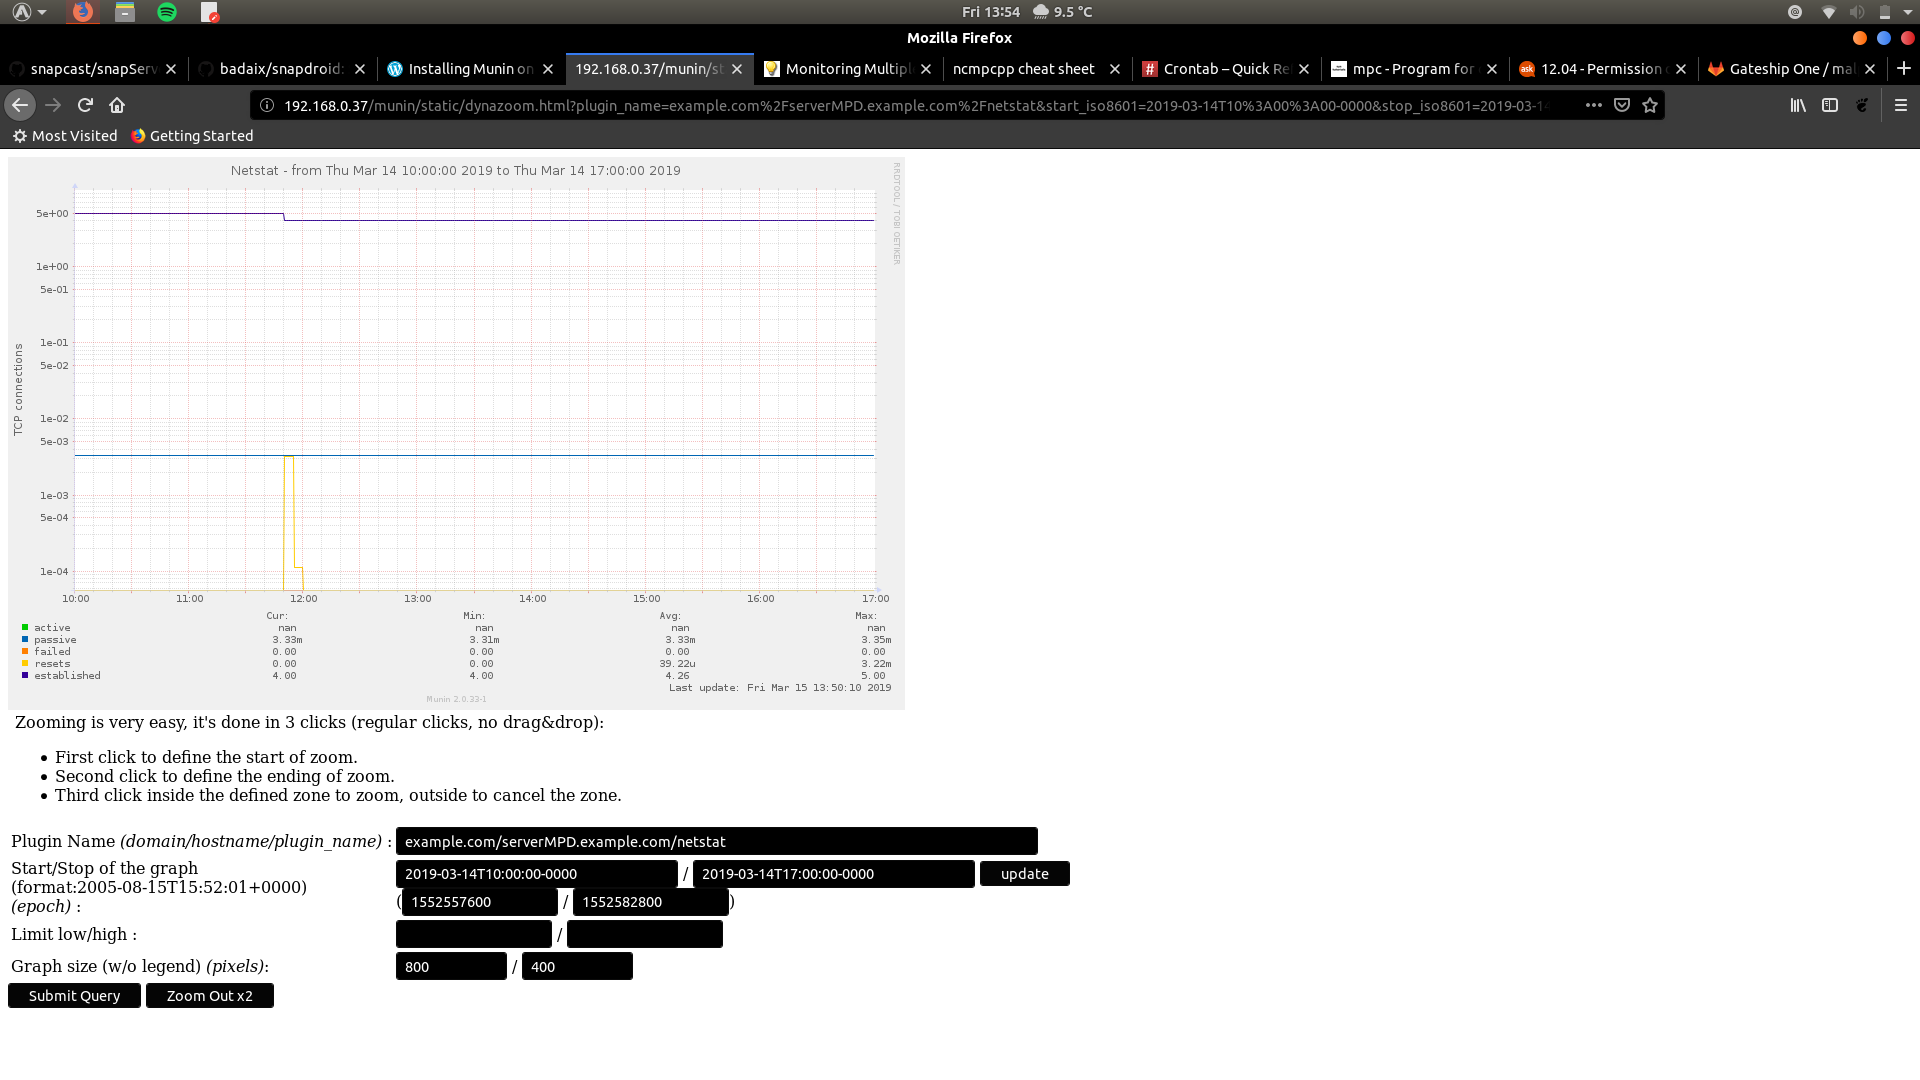 Fri 13:54 9.5 °C
Mozilla Firefox
snapcast/snapServ badaix/snapdroid: Installing Munin on 192.168.0.37/munin/st Monitoring Multipl ncmpcpp cheat sheet Crontab – Quick Re mpc - Program for 12.04 - Permission Gateship One / mal
192.168.0.37/munin/static/dynazoom.html?plugin_name=example.com%2FserverMPD.example.com%2Fnetstat&start_iso8601=2019-03-14T10%3A00%3A00-0000&stop_iso8601=2019-03-14
Most Visited Getting Started
Netstat - from Thu Mar 14 10:00:00 2019 to Thu Mar 14 17:00:00 2019
RRDTOOL / TOBI OETIKER
TCP connections
5e+00
1e+00
5e-01
1e-01
5e-02
1e-02
5e-03
1e-03
5e-04
1e-04
10:00 11:00 12:00 13:00 14:00 15:00 16:00 17:00
Cur: Min: Avg: Max:
active nan nan nan nan
passive 3.33m 3.31m 3.33m 3.35m
failed 0.00 0.00 0.00 0.00
resets 0.00 0.00 39.22u 3.22m
established 4.00 4.00 4.26 5.00
Last update: Fri Mar 15 13:50:10 2019
Munin 2.0.33-1
Zooming is very easy, it's done in 3 clicks (regular clicks, no drag&drop):
• First click to define the start of zoom.
• Second click to define the ending of zoom.
• Third click inside the defined zone to zoom, outside to cancel the zone.
Plugin Name (domain/hostname/plugin_name) : example.com/serverMPD.example.com/netstat
Start/Stop of the graph
(format:2005-08-15T15:52:01+0000) 2019-03-14T10:00:00-0000 / 2019-03-14T17:00:00-0000 update
(epoch) : (1552557600 / 1552582800)
Limit low/high : /
Graph size (w/o legend) (pixels): 800 / 400
Submit Query Zoom Out x2